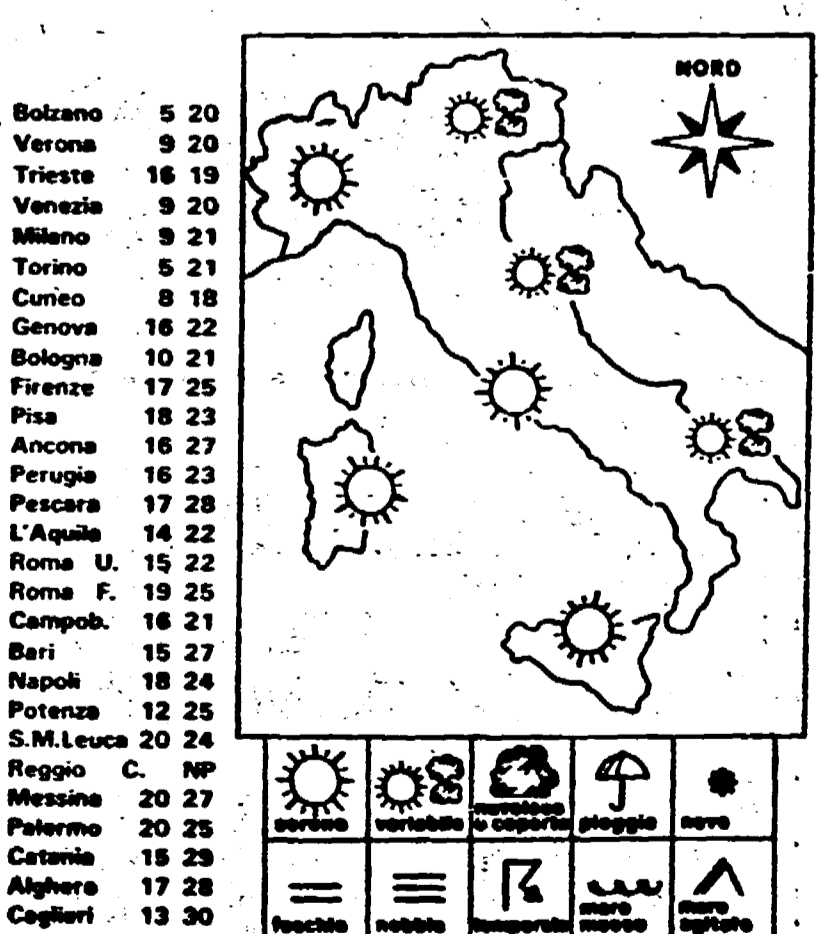 Bolzano 5 20
Verona 9 20
Trieste 16 19
Venezia 9 20
Milano 9 21
Torino 5 21
Cuneo 8 18
Genova 16 22
Bologna 10 21
Firenze 17 25
Pisa 18 23
Ancona 16 27
Perugia 16 23
Pescara 17 28
L'Aquila 14 22
Roma U. 15 22
Roma F. 19 25
Campob. 16 21
Bari 15 27
Napoli 18 24
Potenza 12 25
S.M.Leuca 20 24
Reggio C. NP
Messina 20 27
Palermo 20 25
Catania 15 29
Alghero 17 28
Cagliari 13 30
NORD
sereno
variabile
nuvoloso
o coperto
pioggia
neve
foschia
nebbia
temporale
mare
mosso
mare
agitato